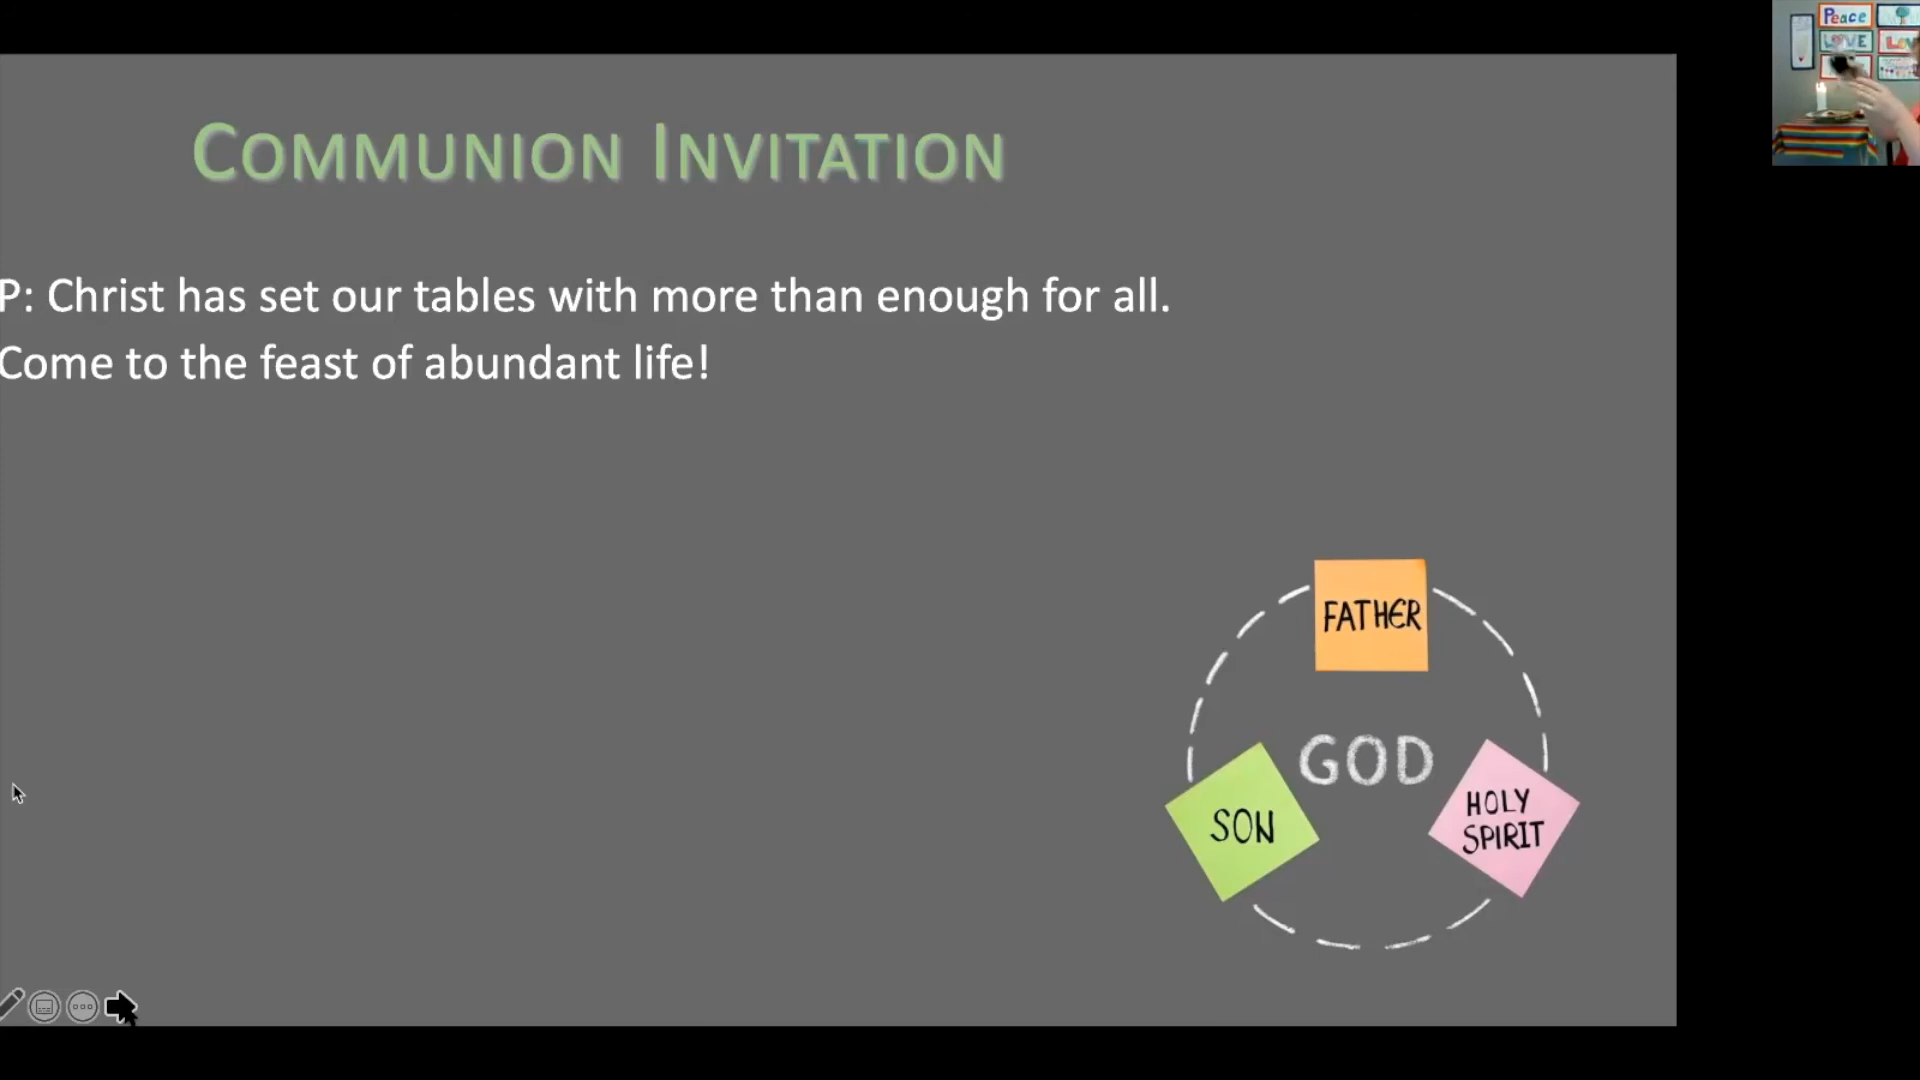 Peace
LOVE
COMMUNION INVITATION
P: Christ has set our tables with more than enough for all.
Come to the feast of abundant life!
FATHER
GOD
SON
HOLY
SPIRIT